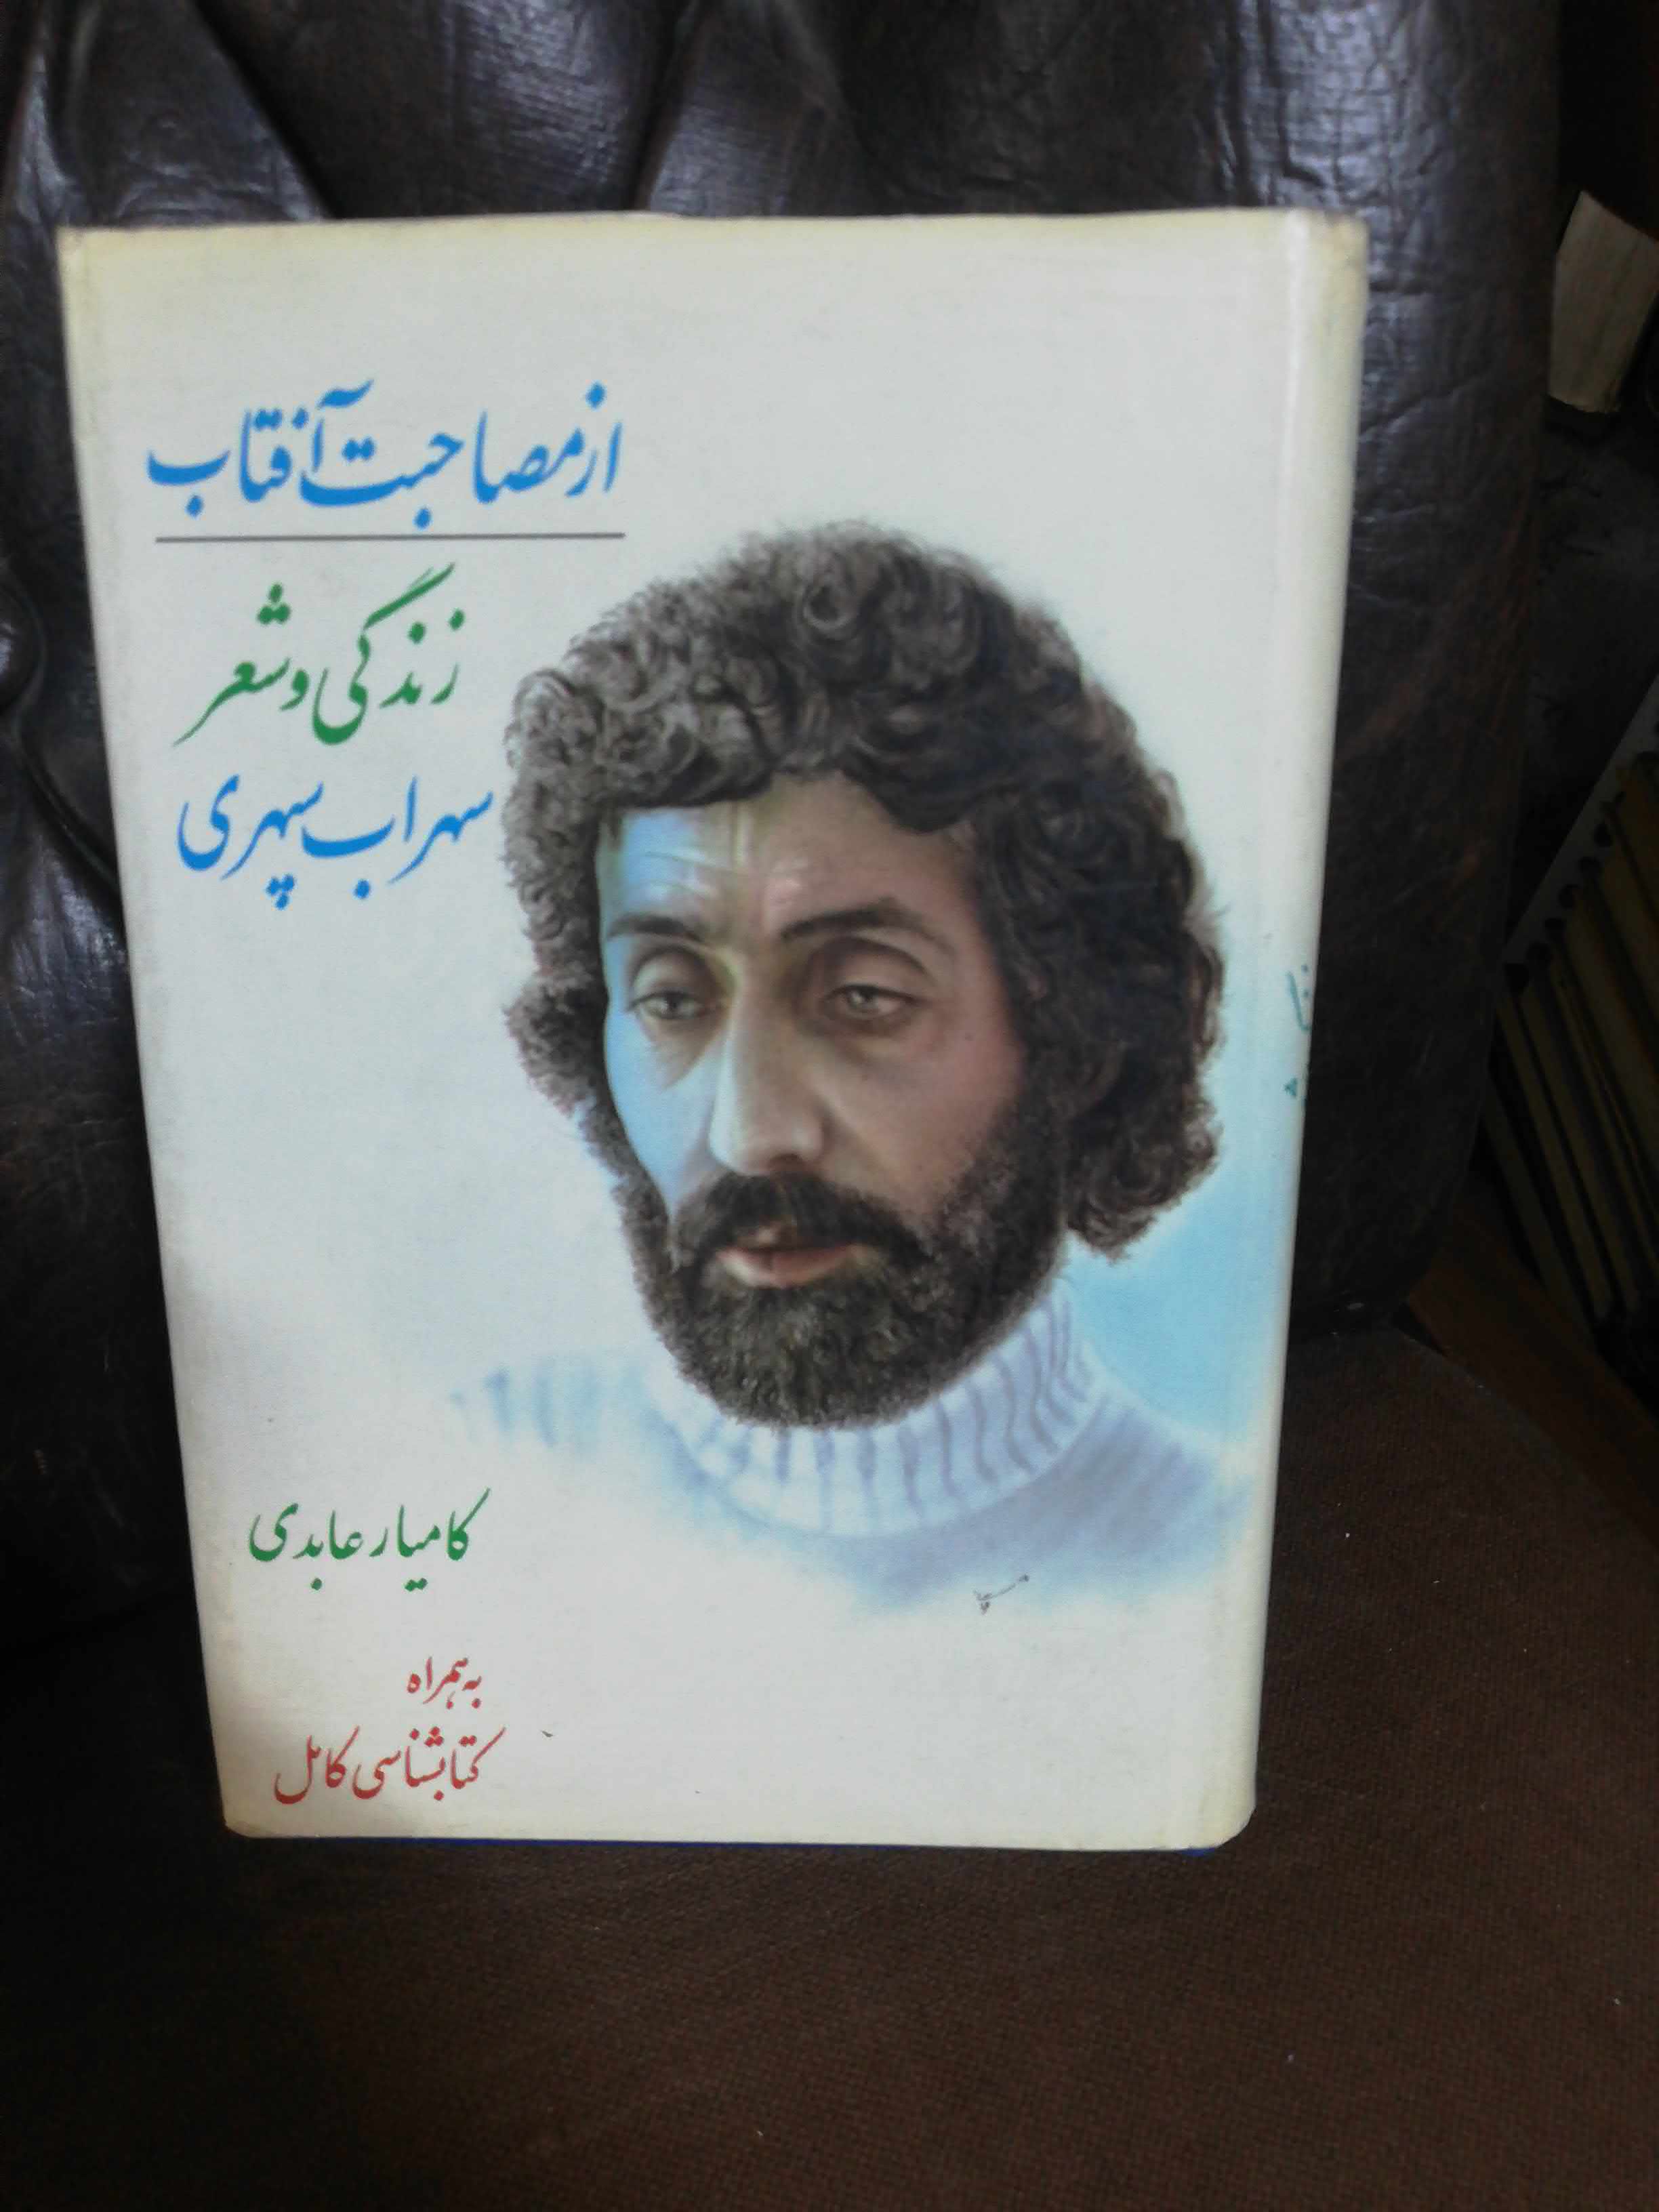 از مصاحبت آفتاب
زندگی و شعر
سهراب سپهری
کامیار عابدی
به همراه
کتابشناسی کامل